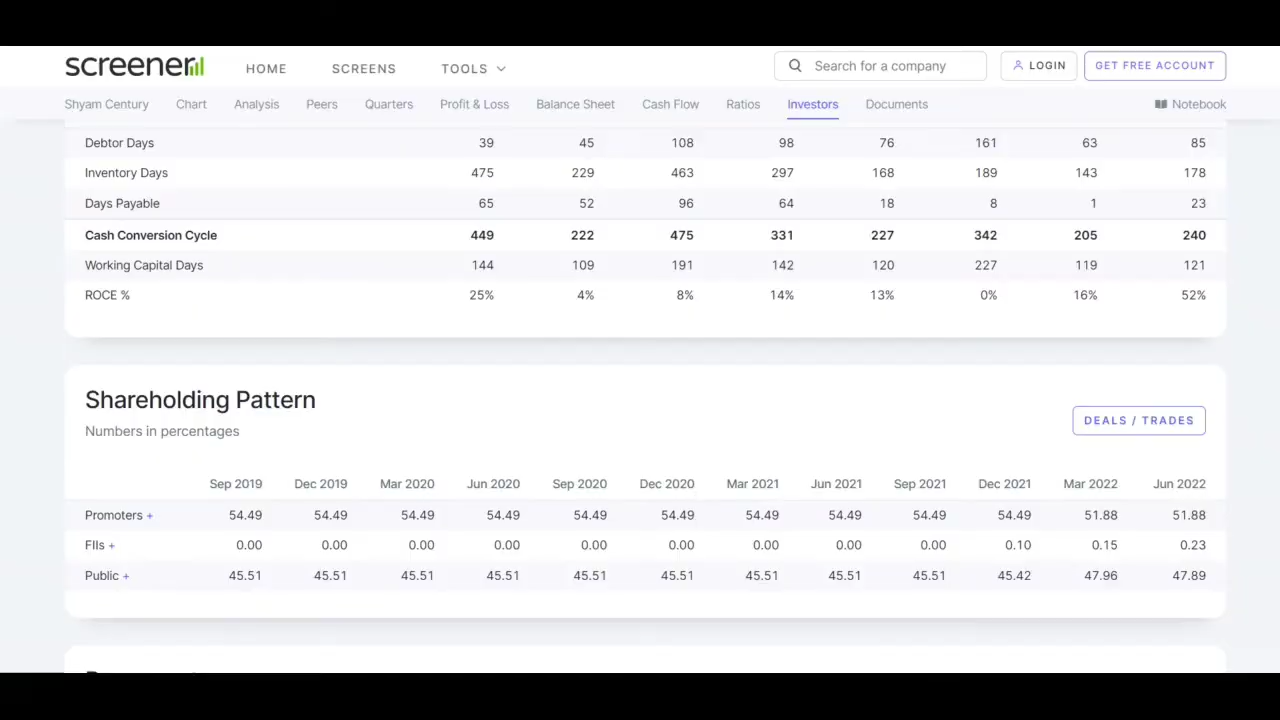 screener HOME SCREENS TOOLS Search for a company LOGIN GET FREE ACCOUNT
Shyam Century Chart Analysis Peers Quarters Profit & Loss Balance Sheet Cash Flow Ratios Investors Documents Notebook
Debtor Days 39 45 108 98 76 161 63 85
Inventory Days 475 229 463 297 168 189 143 178
Days Payable 65 52 96 64 18 8 1 23
Cash Conversion Cycle 449 222 475 331 227 342 205 240
Working Capital Days 144 109 191 142 120 227 119 121
ROCE % 25% 4% 8% 14% 13% 0% 16% 52%
Shareholding Pattern
Numbers in percentages
DEALS / TRADES
Sep 2019 Dec 2019 Mar 2020 Jun 2020 Sep 2020 Dec 2020 Mar 2021 Jun 2021 Sep 2021 Dec 2021 Mar 2022 Jun 2022
Promoters + 54.49 54.49 54.49 54.49 54.49 54.49 54.49 54.49 54.49 54.49 51.88 51.88
FIIs + 0.00 0.00 0.00 0.00 0.00 0.00 0.00 0.00 0.00 0.10 0.15 0.23
Public + 45.51 45.51 45.51 45.51 45.51 45.51 45.51 45.51 45.51 45.42 47.96 47.89